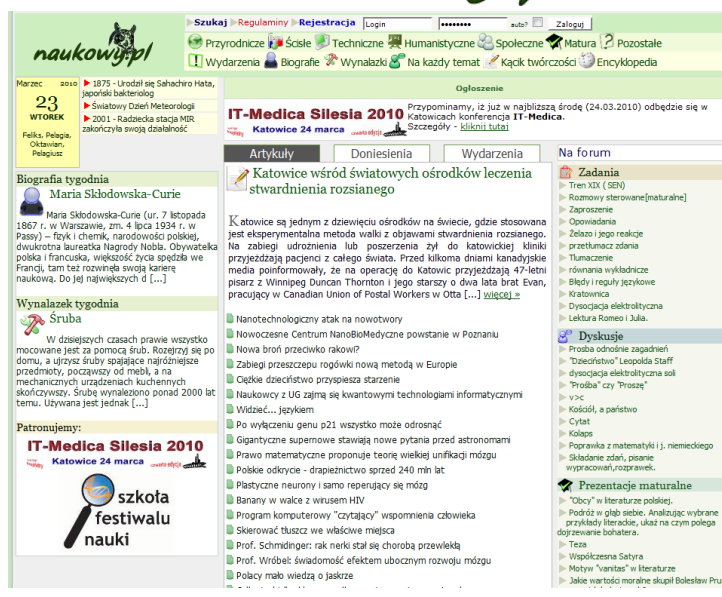 Szukaj Regulaminy Rejestracja Login •••••••• auto? Zaloguj
naukowy.pl
Przyrodnicze Ścisłe Techniczne Humanistyczne Społeczne Matura Pozostałe
Wydarzenia Biografie Wynalazki Na każdy temat Kącik twórczości Encyklopedia
Marzec 2010
23
WTOREK
Feliks, Pelagia,
Oktawian,
Pelagiusz
1875 - Urodził się Sahachiro Hata,
japoński bakteriolog
Światowy Dzień Meteorologii
2001 - Radziecka stacja MIR
zakończyła swoją działalność
Ogłoszenie
IT-Medica Silesia 2010
Katowice 24 marca czwarta edycja
Przypominamy, iż już w najbliższą środę (24.03.2010) odbędzie się w
Katowicach konferencja IT-Medica.
Szczegóły - kliknij tutaj
Biografia tygodnia
Maria Skłodowska-Curie
Maria Skłodowska-Curie (ur. 7 listopada
1867 r. w Warszawie, zm. 4 lipca 1934 r. w
Passy) – fizyk i chemik, narodowości polskiej,
dwukrotna laureatka Nagrody Nobla. Obywatelka
polska i francuska, większość życia spędziła we
Francji, tam też rozwinęła swoją karierę
naukową. Do jej największych d [...]
Wynalazek tygodnia
Śruba
W dzisiejszych czasach prawie wszystko
mocowane jest za pomocą śrub. Rozejrzyj się po
domu, a ujrzysz śruby spajające najróżniejsze
przedmioty, począwszy od mebli, a na
mechanicznych urządzeniach kuchennych
skończywszy. Śrubę wynaleziono ponad 2000 lat
temu. Używana jest jednak [...]
Patronujemy:
IT-Medica Silesia 2010
Katowice 24 marca czwarta edycja
szkoła
festiwalu
nauki
Artykuły Doniesienia Wydarzenia
Katowice wśród światowych ośrodków leczenia
stwardnienia rozsianego
Katowice są jednym z dziewięciu ośrodków na świecie, gdzie stosowana
jest eksperymentalna metoda walki z objawami stwardnienia rozsianego.
Na zabiegi udrożnienia lub poszerzenia żył do katowickiej kliniki
przyjeżdżają pacjenci z całego świata. Przed kilkoma dniami kanadyjskie
media poinformowały, że na operację do Katowic przyjeżdżają 47-letni
pisarz z Winnipeg Duncan Thornton i jego starszy o dwa lata brat Evan,
pracujący w Canadian Union of Postal Workers w Otta [...] więcej »
Nanotechnologiczny atak na nowotwory
Nowoczesne Centrum NanoBioMedyczne powstanie w Poznaniu
Nowa broń przeciwko rakowi?
Zabiegi przeszczepu rogówki nową metodą w Europie
Ciężkie dzieciństwo przyspiesza starzenie
Naukowcy z UG zajmą się kwantowymi technologiami informatycznymi
Widzieć... językiem
Po wyłączeniu genu p21 wszystko może odrosnąć
Gigantyczne supernowe stawiają nowe pytania przed astronomami
Prawo matematyczne proponuje teorię wielkiej unifikacji mózgu
Polskie odkrycie - drapieżnictwo sprzed 240 mln lat
Plastyczne neurony i samo reperujący się mózg
Banany w walce z wirusem HIV
Program komputerowy "czytający" wspomnienia człowieka
Skierować tłuszcz we właściwe miejsca
Prof. Schmidinger: rak nerki stał się chorobą przewlekłą
Prof. Wróbel: świadomość efektem ubocznym rozwoju mózgu
Polacy mało wiedzą o jaskrze
Na forum
Zadania
Tren XIX ( SEN)
Rozmowy sterowane[maturalne]
Zaproszenie
Opowiadania
Żelazo i jego reakcje
przetłumacz zdania
Tłumaczenie
równania wykładnicze
Błędy i reguły językowe
Kratownica
Dysocjacja elektrolityczna
Lektura Romeo i Julia.
Dyskusje
Prosba odnośnie zagadnień
"Dzieciństwo" Leopolda Staff
dysocjacja elektrolityczna soli
"Prośba" czy "Proszę"
v>c
Kościół, a państwo
Cytat
Kolaps
Poprawka z matematyki i j. niemieckiego
Składanie zdań, pisanie
wypracowań,rozprawek.
Prezentacje maturalne
"Obcy" w literaturze polskiej.
Podróż w głąb siebie. Analizując wybrane
przykłady literackie, ukaż na czym polega
dojrzewanie bohatera.
Teza
Współczesna Satyra
Motyw "vanitas" w literaturze
Jakie wartości moralne skupił Bolesław Pru